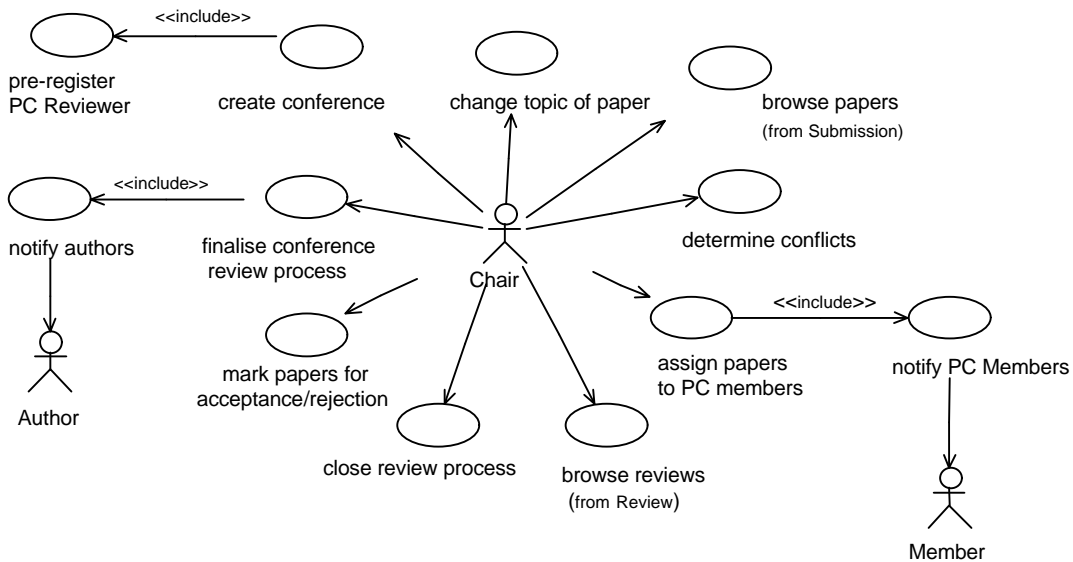 <<include>>
pre-register
PC Reviewer
create conference
change topic of paper
browse papers
(from Submission)
<<include>>
notify authors
finalise conference
review process
determine conflicts
Chair
<<include>>
mark papers for
acceptance/rejection
assign papers
to PC members
notify PC Members
Author
close review process
browse reviews
(from Review)
Member